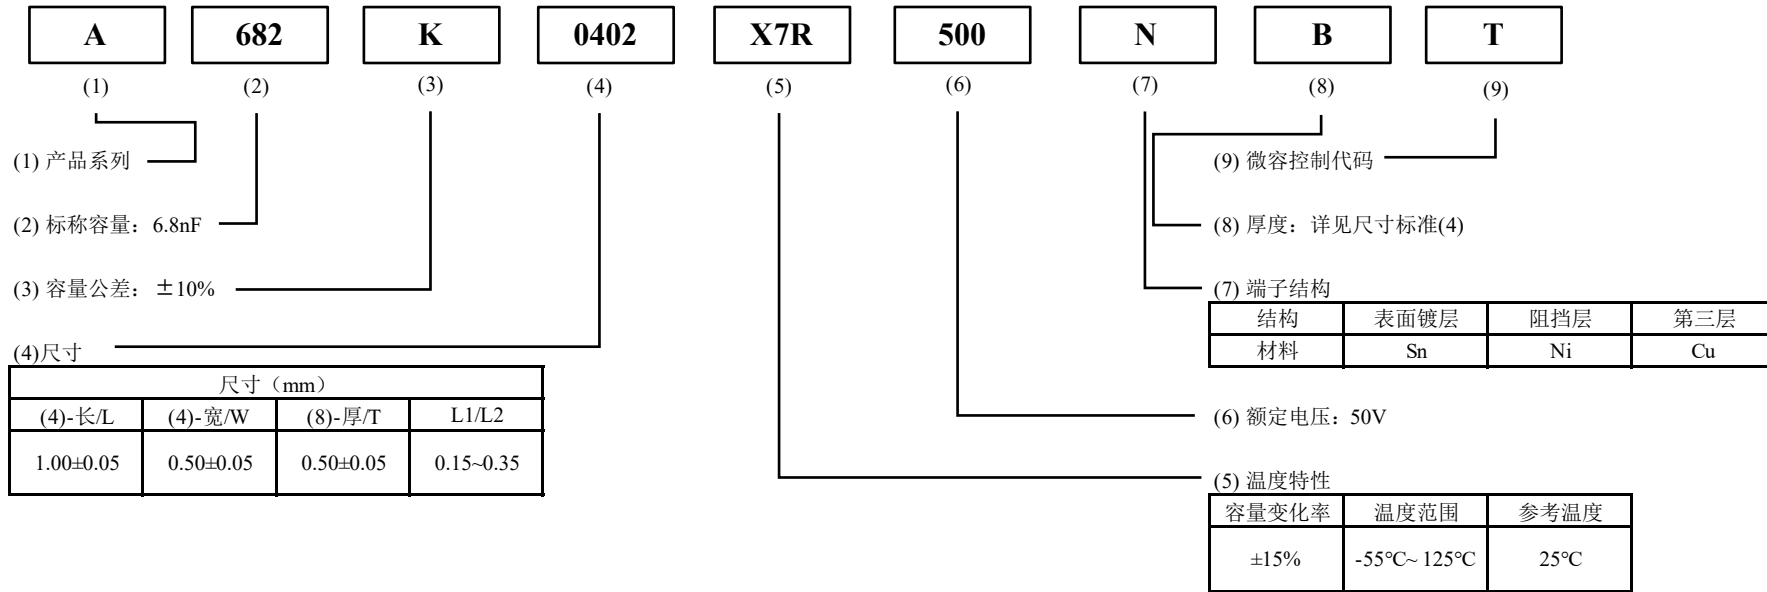 A 682 K 0402 X7R 500 N B T
(1) (2) (3) (4) (5) (6) (7) (8) (9)
(1) 产品系列
(9) 微容控制代码
(2) 标称容量：6.8nF
(8) 厚度：详见尺寸标准(4)
(3) 容量公差：±10%
(7) 端子结构
结构 表面镀层 阻挡层 第三层
材料 Sn Ni Cu
(4)尺寸
尺寸（mm）
(4)-长/L (4)-宽/W (8)-厚/T L1/L2
1.00±0.05 0.50±0.05 0.50±0.05 0.15~0.35
(6) 额定电压：50V
(5) 温度特性
容量变化率 温度范围 参考温度
±15% -55℃~ 125℃ 25℃